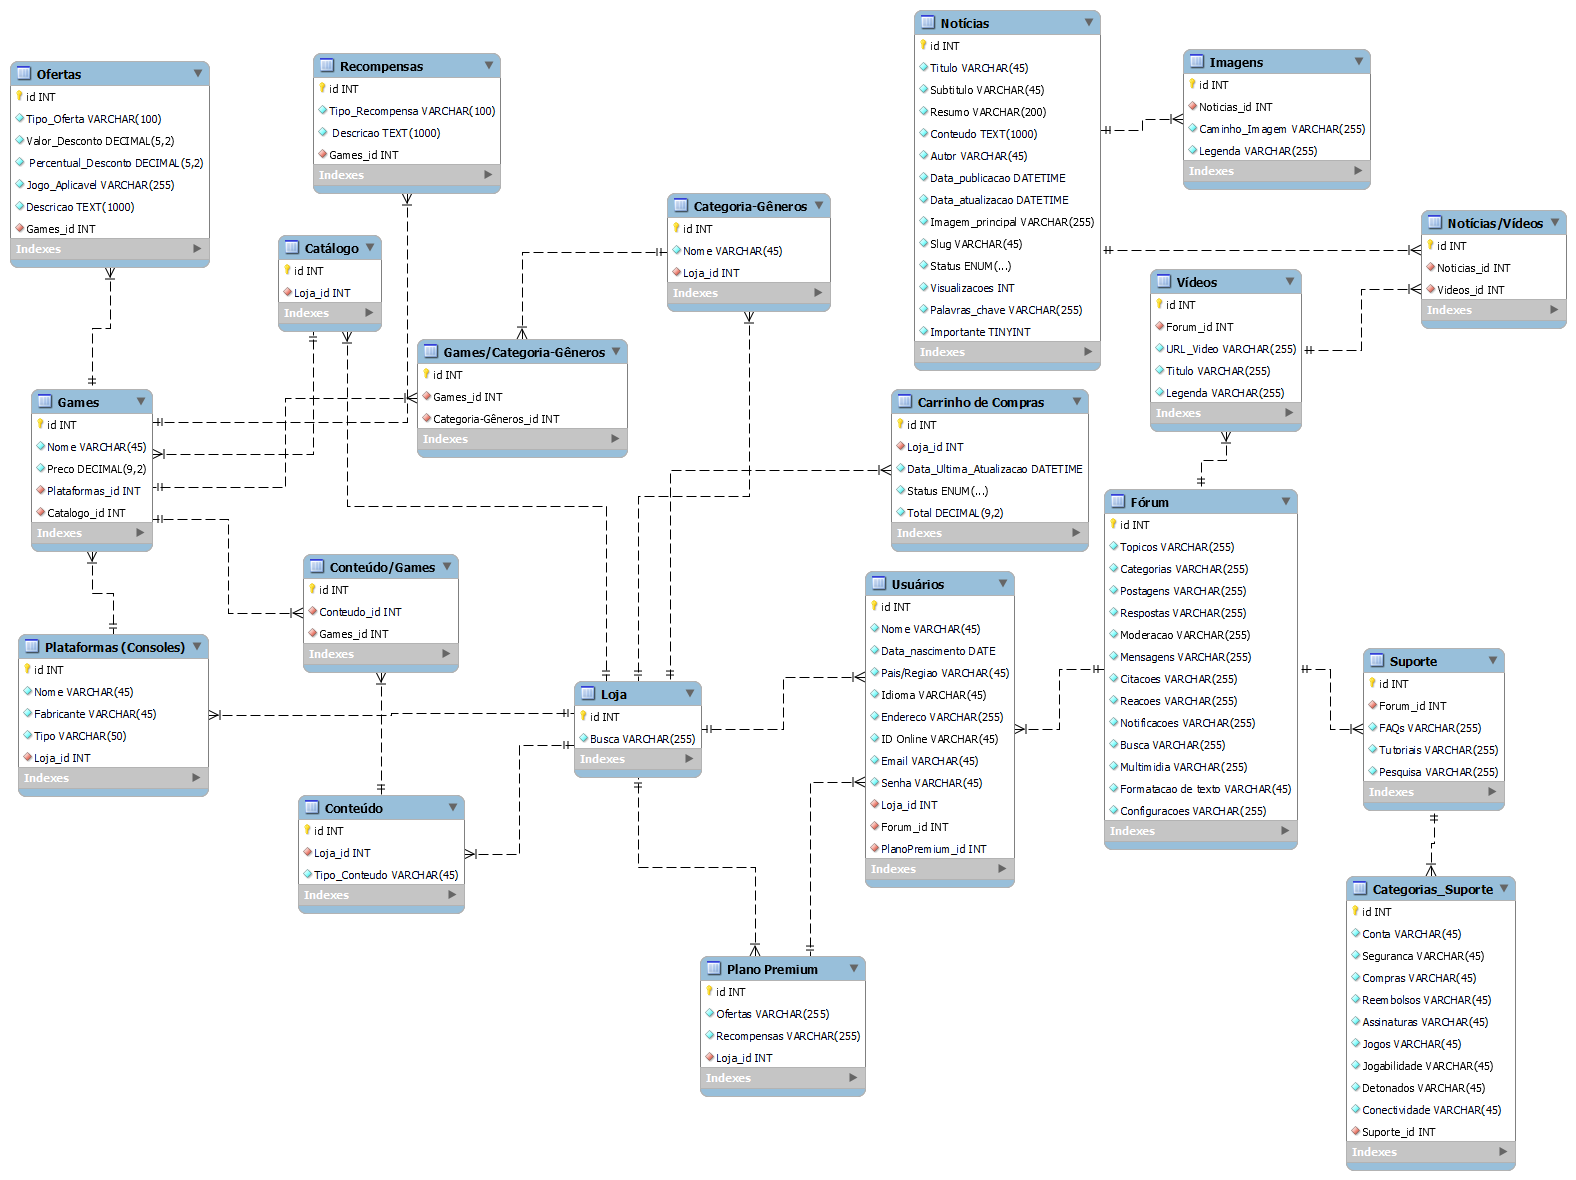 Ofertas
id INT
Tipo_Oferta VARCHAR(100)
Valor_Desconto DECIMAL(5,2)
Percentual_Desconto DECIMAL(5,2)
Jogo_Aplicavel VARCHAR(255)
Descricao TEXT(1000)
Games_id INT
Indexes
Recompensas
id INT
Tipo_Recompensa VARCHAR(100)
Descricao TEXT(1000)
Games_id INT
Indexes
Catálogo
id INT
Loja_id INT
Indexes
Categoria-Gêneros
id INT
Nome VARCHAR(45)
Loja_id INT
Indexes
Games/Categoria-Gêneros
id INT
Games_id INT
Categoria-Gêneros_id INT
Indexes
Games
id INT
Nome VARCHAR(45)
Preco DECIMAL(9,2)
Plataformas_id INT
Catalogo_id INT
Indexes
Conteúdo/Games
id INT
Conteudo_id INT
Games_id INT
Indexes
Plataformas (Consoles)
id INT
Nome VARCHAR(45)
Fabricante VARCHAR(45)
Tipo VARCHAR(50)
Loja_id INT
Indexes
Conteúdo
id INT
Loja_id INT
Tipo_Conteudo VARCHAR(45)
Indexes
Loja
id INT
Busca VARCHAR(255)
Indexes
Plano Premium
id INT
Ofertas VARCHAR(255)
Recompensas VARCHAR(255)
Loja_id INT
Indexes
Carrinho de Compras
id INT
Loja_id INT
Data_Ultima_Atualizacao DATETIME
Status ENUM(...)
Total DECIMAL(9,2)
Indexes
Usuários
id INT
Nome VARCHAR(45)
Data_nascimento DATE
Pais/Regiao VARCHAR(45)
Idioma VARCHAR(45)
Endereco VARCHAR(255)
ID Online VARCHAR(45)
Email VARCHAR(45)
Senha VARCHAR(45)
Loja_id INT
Forum_id INT
PlanoPremium_id INT
Indexes
Notícias
id INT
Titulo VARCHAR(45)
Subtitulo VARCHAR(45)
Resumo VARCHAR(200)
Conteudo TEXT(1000)
Autor VARCHAR(45)
Data_publicacao DATETIME
Data_atualizacao DATETIME
Imagem_principal VARCHAR(255)
Slug VARCHAR(45)
Status ENUM(...)
Visualizacoes INT
Palavras_chave VARCHAR(255)
Importante TINYINT
Indexes
Imagens
id INT
Noticias_id INT
Caminho_Imagem VARCHAR(255)
Legenda VARCHAR(255)
Indexes
Notícias/Vídeos
id INT
Noticias_id INT
Videos_id INT
Indexes
Vídeos
id INT
Forum_id INT
URL_Video VARCHAR(255)
Titulo VARCHAR(255)
Legenda VARCHAR(255)
Indexes
Fórum
id INT
Topicos VARCHAR(255)
Categorias VARCHAR(255)
Postagens VARCHAR(255)
Respostas VARCHAR(255)
Moderacao VARCHAR(255)
Mensagens VARCHAR(255)
Citacoes VARCHAR(255)
Reacoes VARCHAR(255)
Notificacoes VARCHAR(255)
Busca VARCHAR(255)
Multimidia VARCHAR(255)
Formatacao de texto VARCHAR(45)
Configuracoes VARCHAR(255)
Indexes
Suporte
id INT
Forum_id INT
FAQs VARCHAR(255)
Tutoriais VARCHAR(255)
Pesquisa VARCHAR(255)
Indexes
Categorias_Suporte
id INT
Conta VARCHAR(45)
Seguranca VARCHAR(45)
Compras VARCHAR(45)
Reembolsos VARCHAR(45)
Assinaturas VARCHAR(45)
Jogos VARCHAR(45)
Jogabilidade VARCHAR(45)
Detonados VARCHAR(45)
Conectividade VARCHAR(45)
Suporte_id INT
Indexes